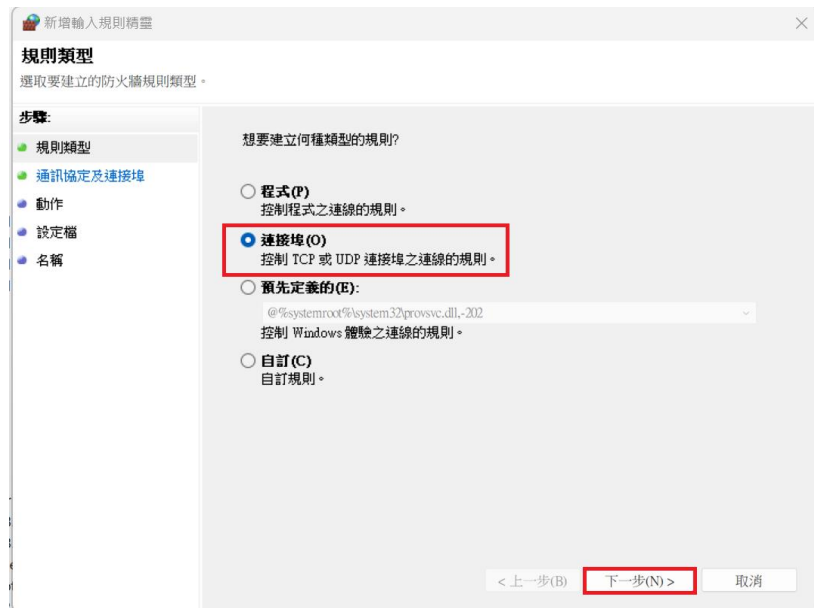 新增輸入規則精靈
規則類型
選取要建立的防火牆規則類型。
步驟:
規則類型
通訊協定及連接埠
動作
設定檔
名稱
想要建立何種類型的規則?
程式(P)
控制程式之連線的規則。
連接埠(O)
控制 TCP 或 UDP 連接埠之連線的規則。
預先定義的(E):
@%systemroot%\system32\provsvc.dll,-202
控制 Windows 體驗之連線的規則。
自訂(C)
自訂規則。
< 上一步(B) 下一步(N) > 取消